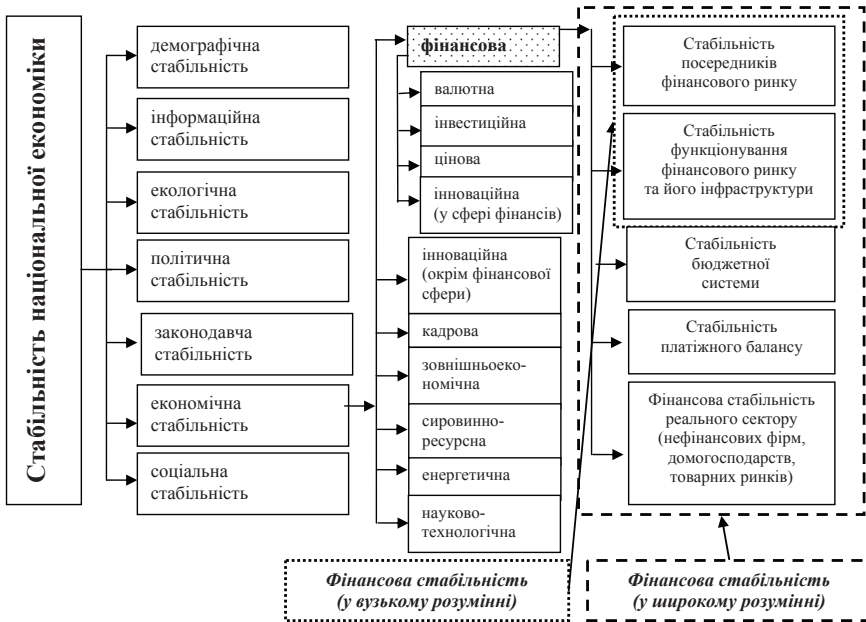 Стабільність національної економіки
демографічна
стабільність
інформаційна
стабільність
екологічна
стабільність
політична
стабільність
законодавча
стабільність
економічна
стабільність
соціальна
стабільність
фінансова
валютна
інвестиційна
цінова
інноваційна
(у сфері фінансів)
інноваційна
(окрім фінансової
сфери)
кадрова
зовнішньоеко-
номічна
сировинно-
ресурсна
енергетична
науково-
технологічна
Стабільність
посередників
фінансового ринку
Стабільність
функціонування
фінансового ринку
та його інфраструктури
Стабільність
бюджетної
системи
Стабільність
платіжного балансу
Фінансова стабільність
реального сектору
(нефінансових фірм,
домогосподарств,
товарних ринків)
Фінансова стабільність
(у вузькому розумінні)
Фінансова стабільність
(у широкому розумінні)